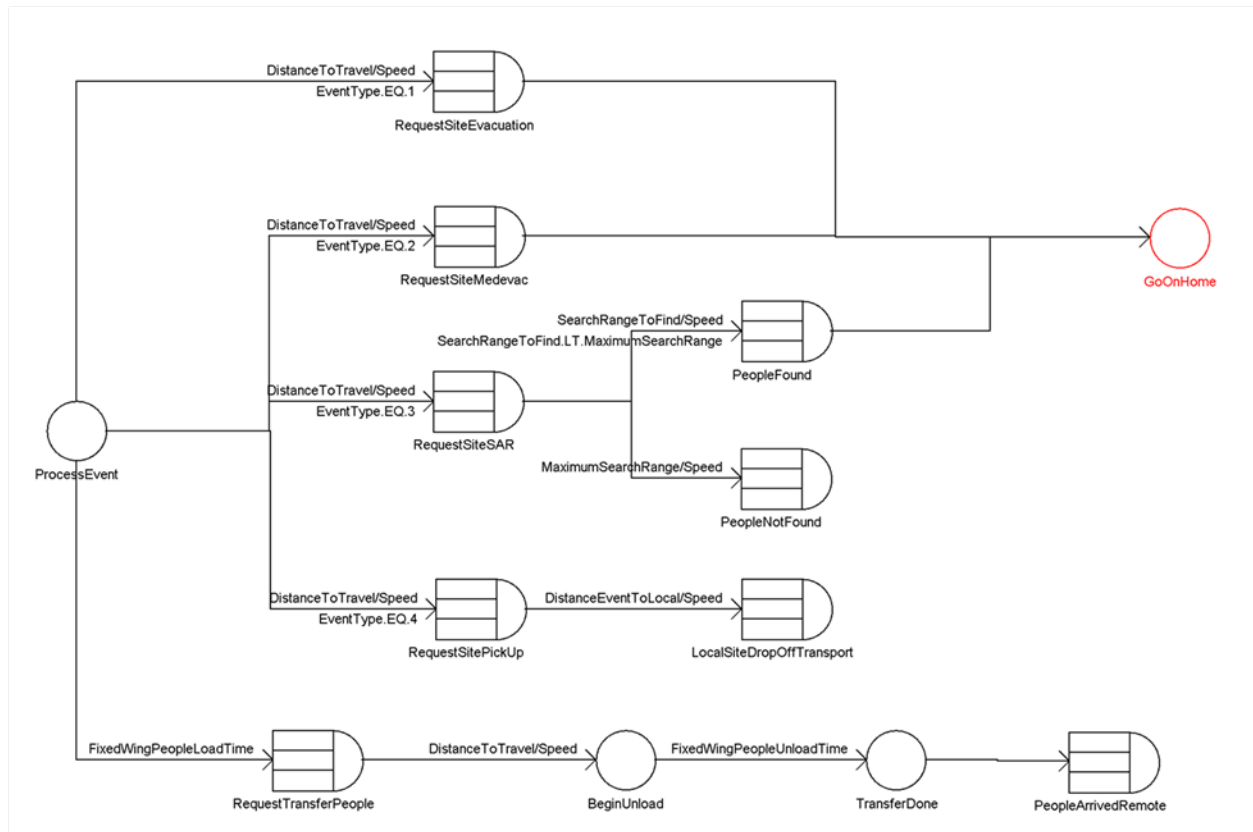 DistanceToTravel/Speed
EventType.EQ.1
RequestSiteEvacuation
DistanceToTravel/Speed
EventType.EQ.2
RequestSiteMedevac
GoOnHome
SearchRangeToFind/Speed
SearchRangeToFind.LT.MaximumSearchRange
PeopleFound
DistanceToTravel/Speed
EventType.EQ.3
RequestSiteSAR
ProcessEvent
MaximumSearchRange/Speed
PeopleNotFound
DistanceToTravel/Speed
EventType.EQ.4
RequestSitePickUp
DistanceEventToLocal/Speed
LocalSiteDropOffTransport
FixedWingPeopleLoadTime
RequestTransferPeople
DistanceToTravel/Speed
BeginUnload
FixedWingPeopleUnloadTime
TransferDone
PeopleArrivedRemote